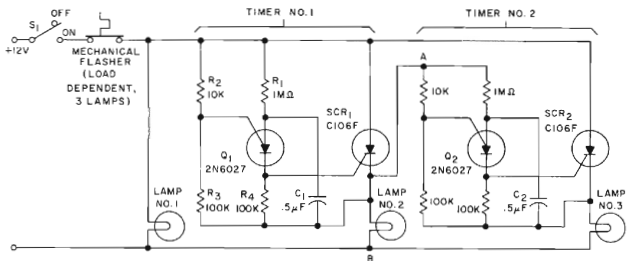 TIMER NO. 1
TIMER NO. 2
OFF
S1
+12V
ON
MECHANICAL
FLASHER
(LOAD
DEPENDENT,
3 LAMPS)
R2
10K
R1
1MΩ
SCR1
C106F
A
10K
1MΩ
SCR2
C106F
Q1
2N6027
Q2
2N6027
LAMP
NO. 1
R3
100K
R4
100K
C1
.5µF
LAMP
NO. 2
100K
100K
C2
.5µF
LAMP
NO. 3
B